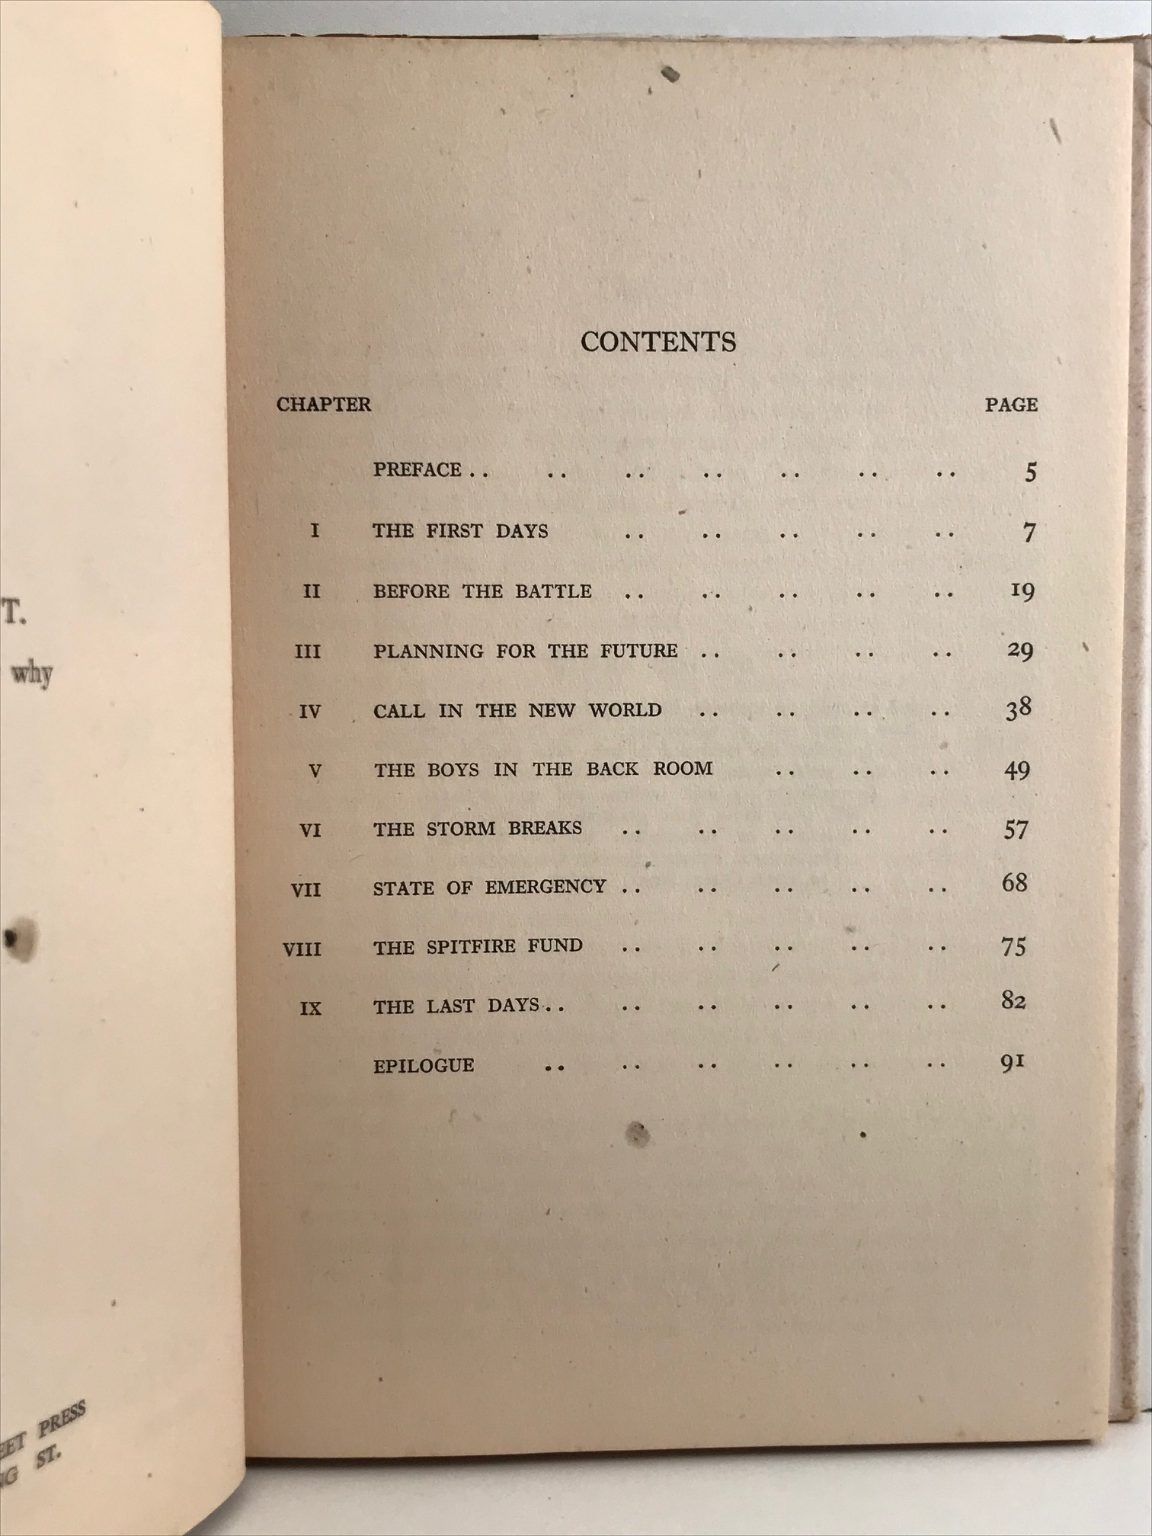 T.
why
PRESS
ST.
CONTENTS
CHAPTER PAGE
PREFACE .. .. .. .. .. .. .. 5
I THE FIRST DAYS .. .. .. .. .. 7
II BEFORE THE BATTLE .. .. .. .. .. 19
III PLANNING FOR THE FUTURE .. .. .. .. 29
IV CALL IN THE NEW WORLD .. .. .. .. 38
V THE BOYS IN THE BACK ROOM .. .. .. 49
VI THE STORM BREAKS .. .. .. .. .. 57
VII STATE OF EMERGENCY .. .. .. .. .. 68
VIII THE SPITFIRE FUND .. .. .. .. .. 75
IX THE LAST DAYS .. .. .. .. .. .. 82
EPILOGUE .. .. .. .. .. .. 91